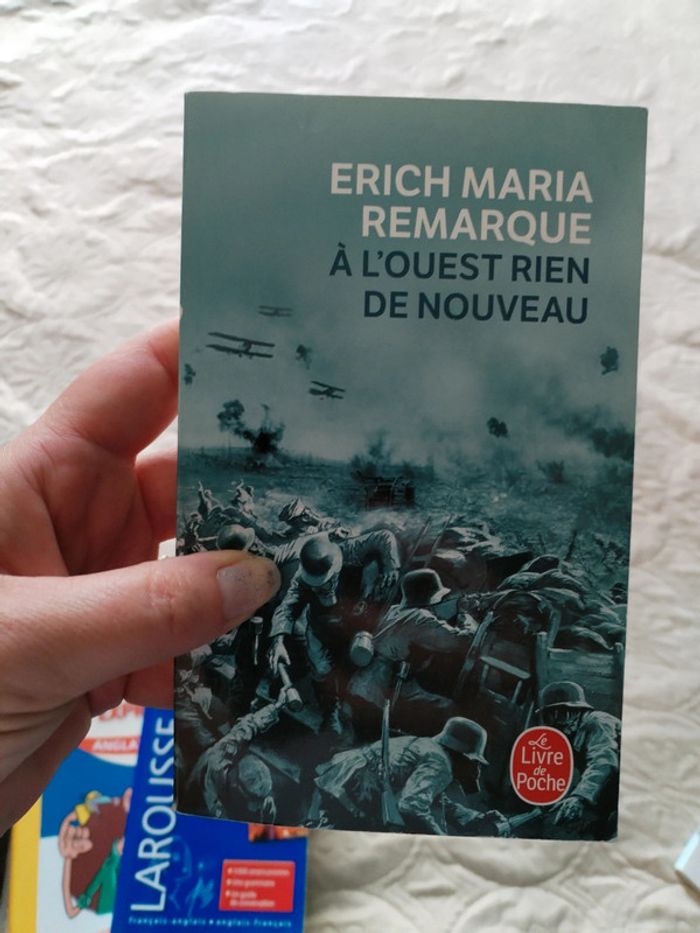 ERICH MARIA
REMARQUE
À L'OUEST RIEN
DE NOUVEAU
Le
Livre
de
Poche
LAROUSSE
français-anglais • anglais-français